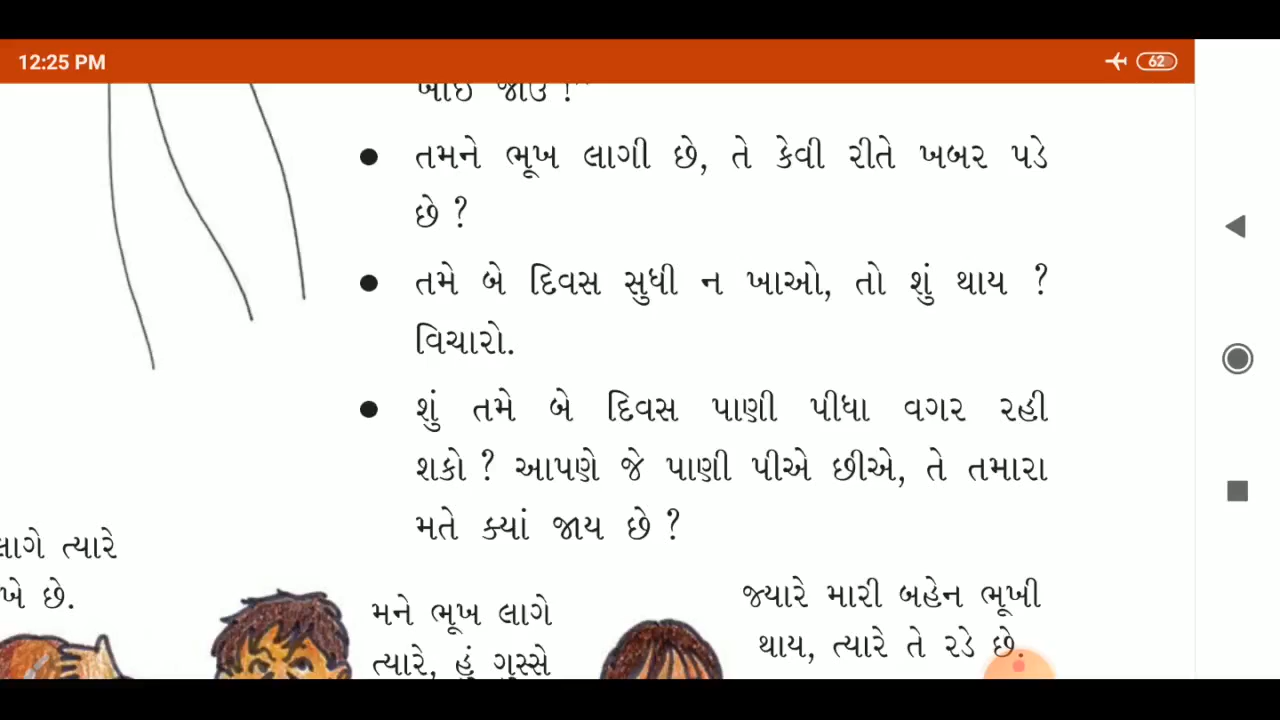 12:25 PM
62
ખાઈ જાઉં !"
તમને ભૂખ લાગી છે, તે કેવી રીતે ખબર પડે
છે ?
તમે બે દિવસ સુધી ન ખાઓ, તો શું થાય ?
વિચારો.
શું તમે બે દિવસ પાણી પીધા વગર રહી
શકો ? આપણે જે પાણી પીએ છીએ, તે તમારા
મતે ક્યાં જાય છે ?
લાગે ત્યારે
છે.
મને ભૂખ લાગે
ત્યારે, હું ગુસ્સે
જ્યારે મારી બહેન ભૂખી
થાય, ત્યારે તે રડે છે.